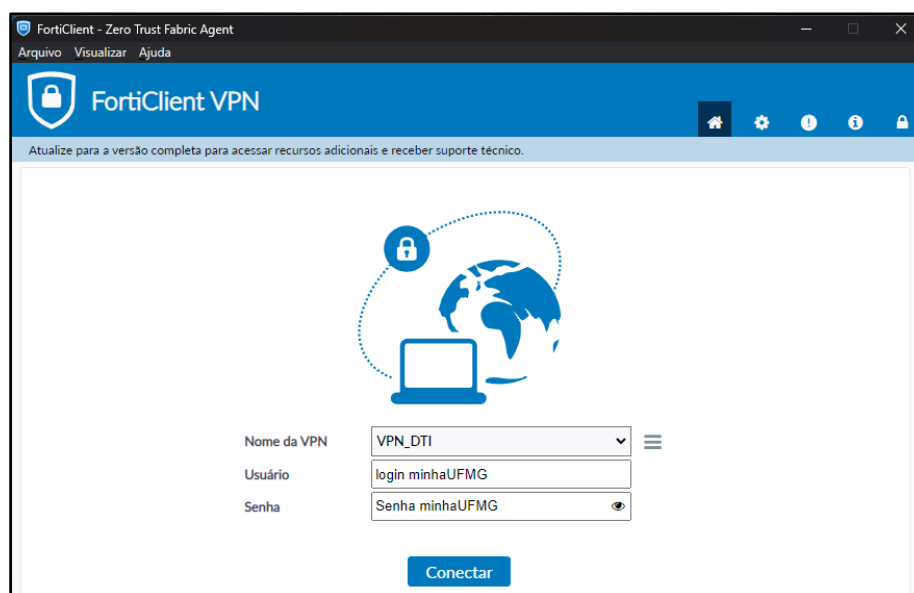 FortiClient - Zero Trust Fabric Agent
Arquivo Visualizar Ajuda
FortiClient VPN
Atualize para a versão completa para acessar recursos adicionais e receber suporte técnico.
Nome da VPN VPN_DTI
Usuário login minhaUFMG
Senha Senha minhaUFMG
Conectar